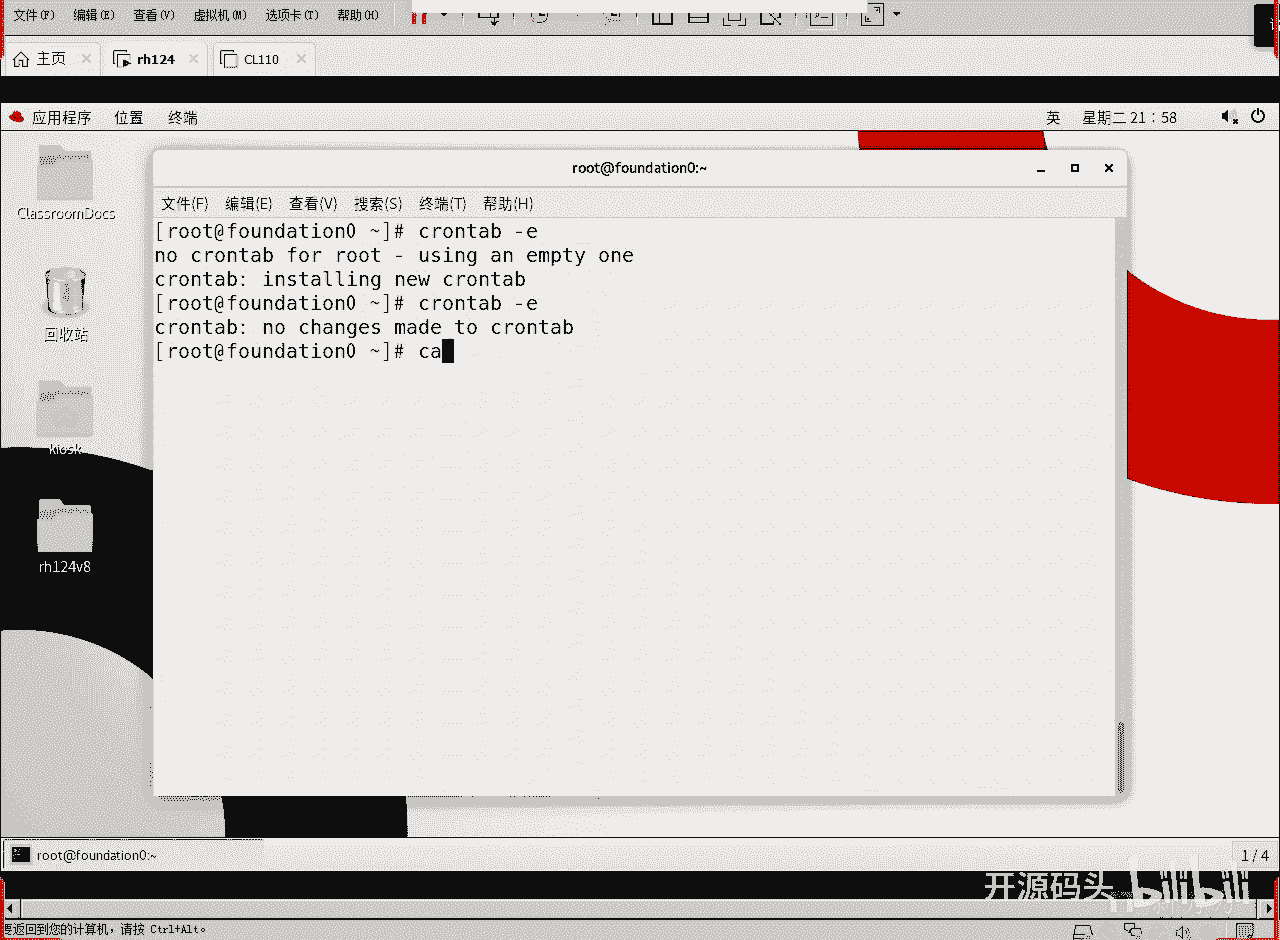 文件(F) 编辑(E) 查看(V) 虚拟机(M) 选项卡(T) 帮助(H)
主页 rh124 CL110
应用程序 位置 终端 英 星期二 21：58
ClassroomDocs
回收站
kiosk
rh124v8
root@foundation0:~
文件(F) 编辑(E) 查看(V) 搜索(S) 终端(T) 帮助(H)
[root@foundation0 ~]# crontab -e
no crontab for root - using an empty one
crontab: installing new crontab
[root@foundation0 ~]# crontab -e
crontab: no changes made to crontab
[root@foundation0 ~]# ca
root@foundation0:~
1 / 4
开源码头 bilibili
要返回到您的计算机，请按 Ctrl+Alt。